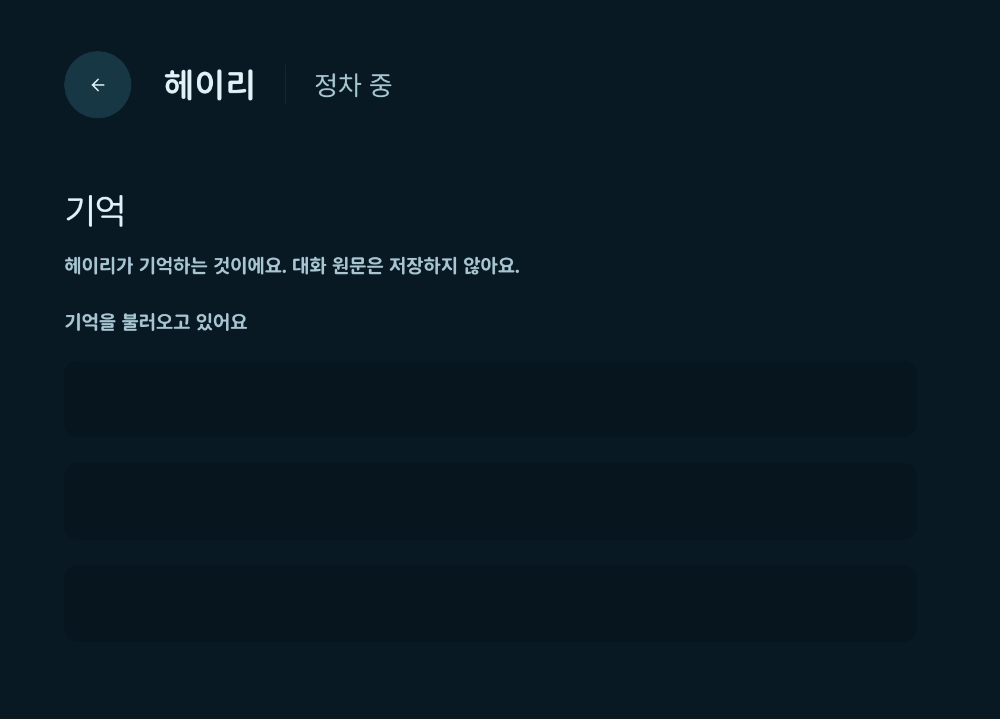 헤이리 정차 중
기억
헤이리가 기억하는 것이에요. 대화 원문은 저장하지 않아요.
기억을 불러오고 있어요